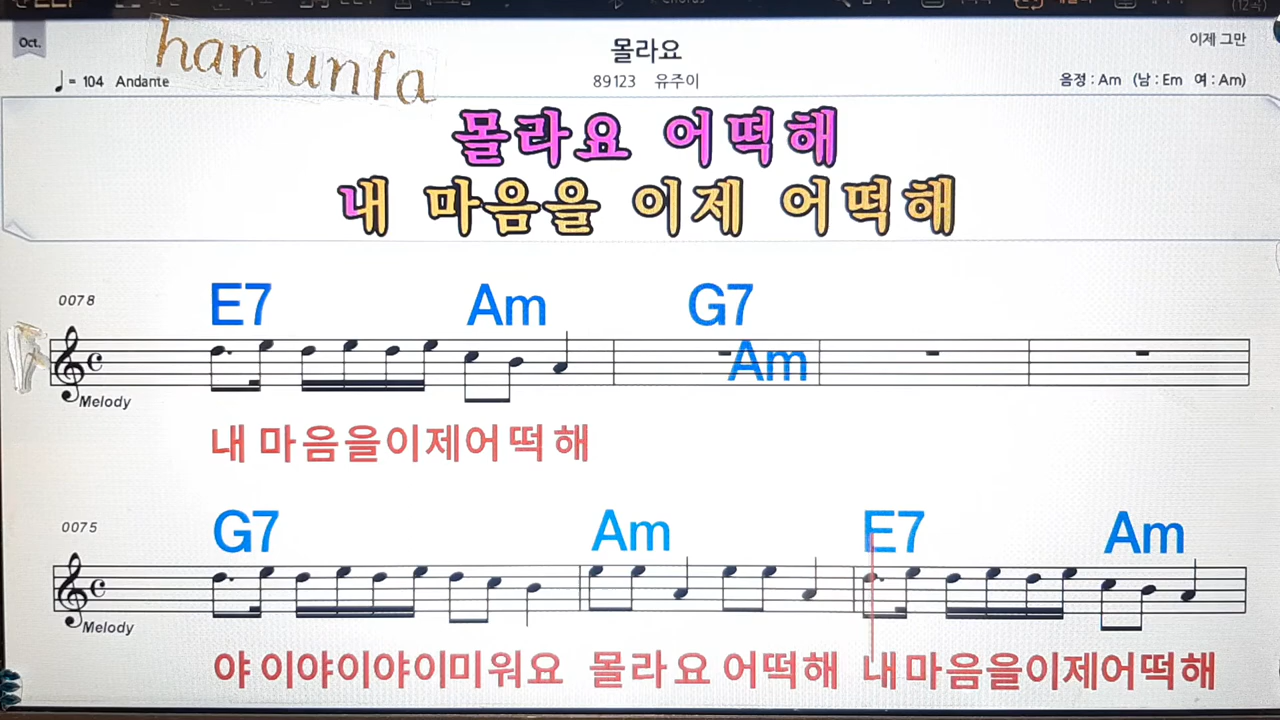 Oct.
han unfa
몰라요
이제 그만
♩= 104 Andante
89123 유주이
음정 : Am (남 : Em 여 : Am)
몰라요 어떡해
내 마음을 이제 어떡해
0078
E7 Am G7
Am
Melody
내 마음을이제어떡해
0075
G7 Am E7 Am
Melody
야 이야이야이미워요 몰라요 어떡해 내마음을이제어떡해